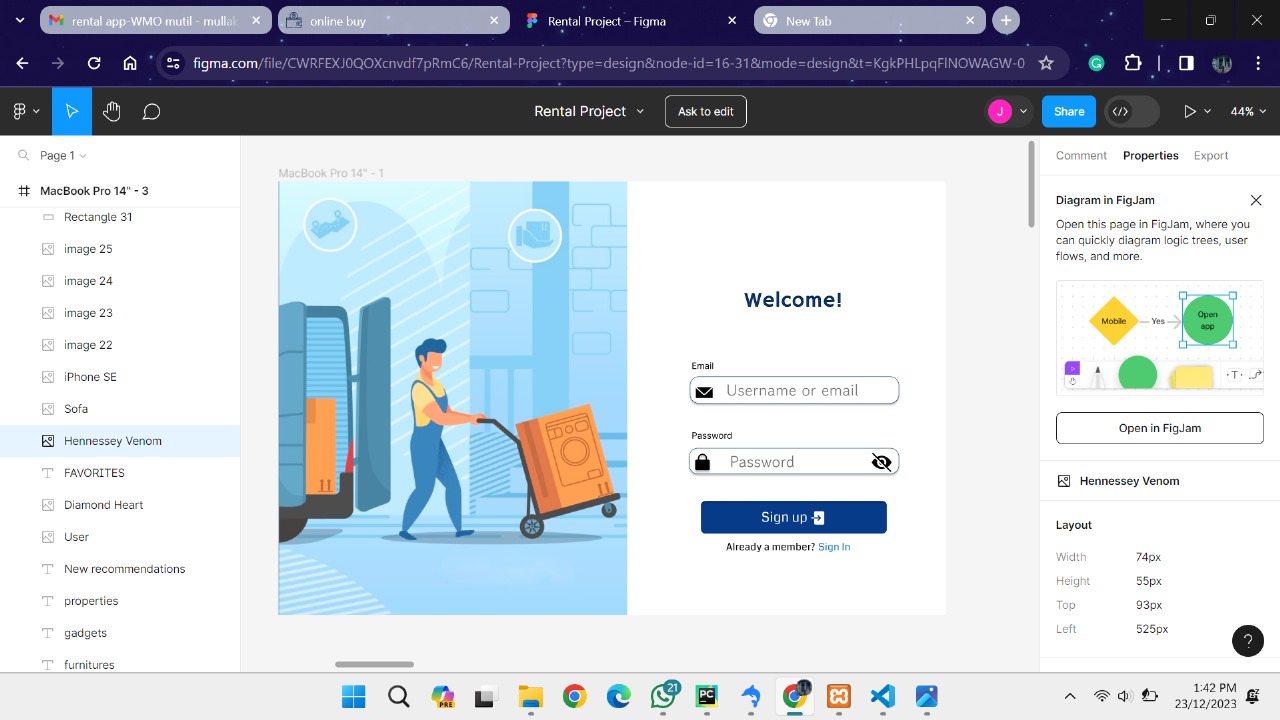 rental app-WMO mutil - mullak
online buy
Rental Project – Figma
New Tab
figma.com/file/CWRFEXJ0QOXcnvdf7pRmC6/Rental-Project?type=design&node-id=16-31&mode=design&t=KgkPHLpqFlNOWAGW-0
Rental Project
Ask to edit
J
Share
44%
Page 1
MacBook Pro 14" - 3
Rectangle 31
image 25
image 24
image 23
image 22
iPhone SE
Sofa
Hennessey Venom
FAVORITES
Diamond Heart
User
New recommendations
properties
gadgets
furnitures
MacBook Pro 14" - 1
Welcome!
Email
Username or email
Password
Password
Sign up
Already a member? Sign In
Comment
Properties
Export
Diagram in FigJam
Open this page in FigJam, where you
can quickly diagram logic trees, user
flows, and more.
Mobile
Yes
Open
app
T
Open in FigJam
Hennessey Venom
Layout
Width 74px
Height 55px
Top 93px
Left 525px
?
PRE
21
PC
1:42 PM
23/12/2023